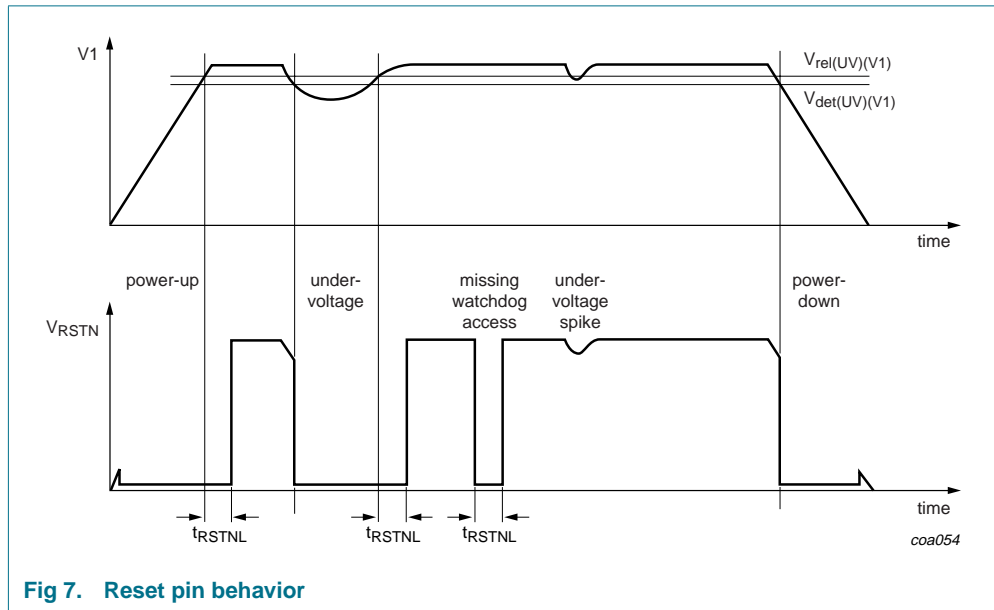 V1
Vrel(UV)(V1)
Vdet(UV)(V1)
time
power-up
under-
voltage
missing
watchdog
access
under-
voltage
spike
power-
down
VRSTN
time
tRSTNL
tRSTNL
tRSTNL
coa054
Fig 7. Reset pin behavior